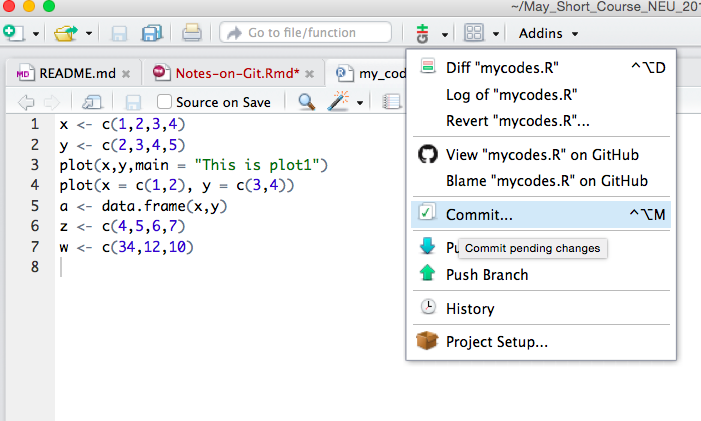 ~/May_Short_Course_NEU_201
Go to file/function
Addins
README.md
Notes-on-Git.Rmd*
my_cod
Source on Save
1 x <- c(1,2,3,4)
2 y <- c(2,3,4,5)
3 plot(x,y,main = "This is plot1")
4 plot(x = c(1,2), y = c(3,4))
5 a <- data.frame(x,y)
6 z <- c(4,5,6,7)
7 w <- c(34,12,10)
8
Diff "mycodes.R" ⌃⌥D
Log of "mycodes.R"
Revert "mycodes.R"...
View "mycodes.R" on GitHub
Blame "mycodes.R" on GitHub
Commit... ⌃⌥M
Pu
Commit pending changes
Push Branch
History
Project Setup...